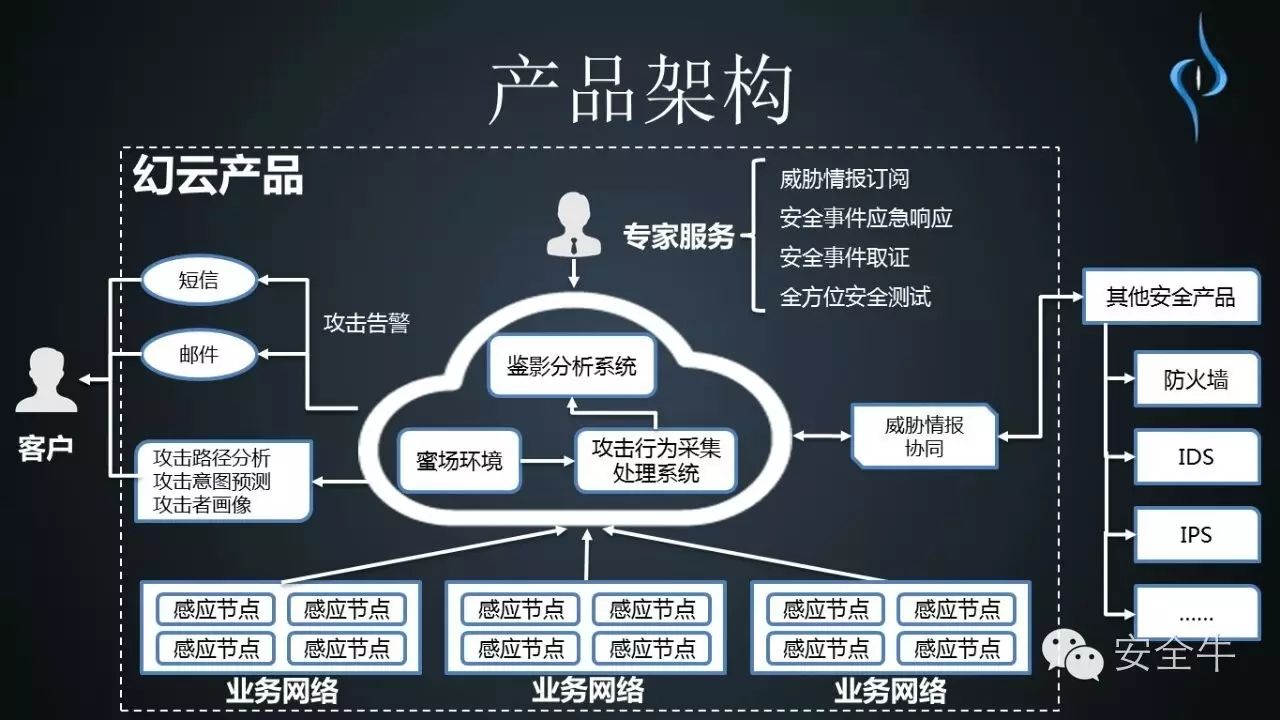 产品架构
幻云产品
专家服务
威胁情报订阅
安全事件应急响应
安全事件取证
全方位安全测试
短信
邮件
攻击告警
客户
攻击路径分析
攻击意图预测
攻击者画像
鉴影分析系统
蜜场环境
攻击行为采集
处理系统
威胁情报
协同
其他安全产品
防火墙
IDS
IPS
......
感应节点 感应节点
感应节点 感应节点
业务网络
感应节点 感应节点
感应节点 感应节点
业务网络
感应节点 感应节点
感应节点 感应节点
业务网络
安全牛